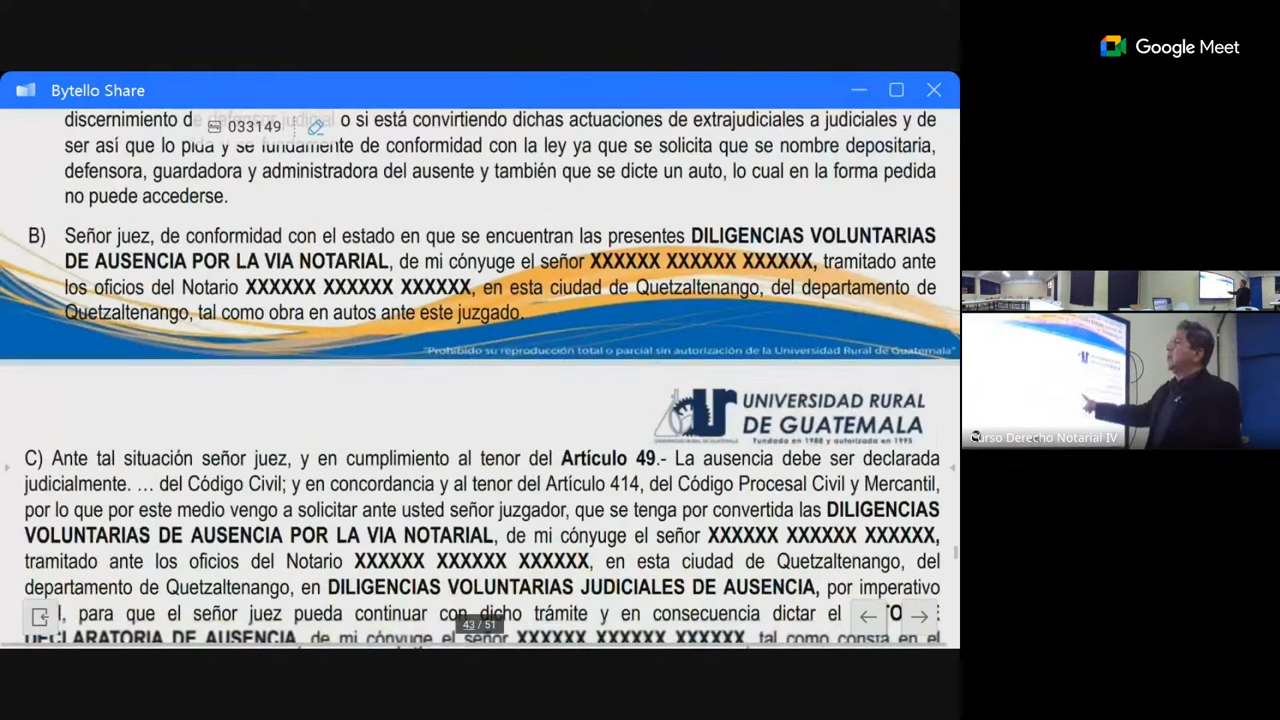 Google Meet
Bytello Share
discernimiento de defensor judicial o si está convirtiendo dichas actuaciones de extrajudiciales a judiciales y de
033149
ser así que lo pida y se fundamente de conformidad con la ley ya que se solicita que se nombre depositaria,
defensora, guardadora y administradora del ausente y también que se dicte un auto, lo cual en la forma pedida
no puede accederse.
B) Señor juez, de conformidad con el estado en que se encuentran las presentes DILIGENCIAS VOLUNTARIAS
DE AUSENCIA POR LA VIA NOTARIAL, de mi cónyuge el señor XXXXXX XXXXXX XXXXXX, tramitado ante
los oficios del Notario XXXXXX XXXXXX XXXXXX, en esta ciudad de Quetzaltenango, del departamento de
Quetzaltenango, tal como obra en autos ante este juzgado.
"Prohibido su reproducción total o parcial sin autorización de la Universidad Rural de Guatemala"
UNIVERSIDAD RURAL
DE GUATEMALA
Fundada en 1988 y autorizada en 1995
C) Ante tal situación señor juez, y en cumplimiento al tenor del Artículo 49.- La ausencia debe ser declarada
judicialmente. ... del Código Civil; y en concordancia y al tenor del Artículo 414, del Código Procesal Civil y Mercantil,
por lo que por este medio vengo a solicitar ante usted señor juzgador, que se tenga por convertida las DILIGENCIAS
VOLUNTARIAS DE AUSENCIA POR LA VIA NOTARIAL, de mi cónyuge el señor XXXXXX XXXXXX XXXXXX,
tramitado ante los oficios del Notario XXXXXX XXXXXX XXXXXX, en esta ciudad de Quetzaltenango, del
departamento de Quetzaltenango, en DILIGENCIAS VOLUNTARIAS JUDICIALES DE AUSENCIA, por imperativo
para que el señor juez pueda continuar con dicho trámite y en consecuencia dictar el
43 / 51
DECLARATORIA DE AUSENCIA, de mi cónyuge el señor XXXXXX XXXXXX XXXXXX, tal como consta en el
Curso Derecho Notarial IV